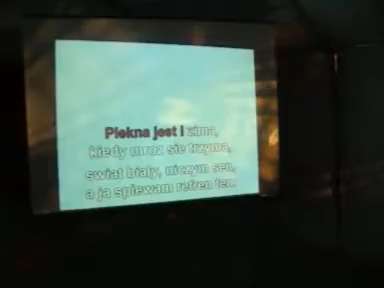 Piekna jest i zima,
kiedy mroz sie trzyma,
swiat bialy, niczym sen,
a ja spiewam refren ten: